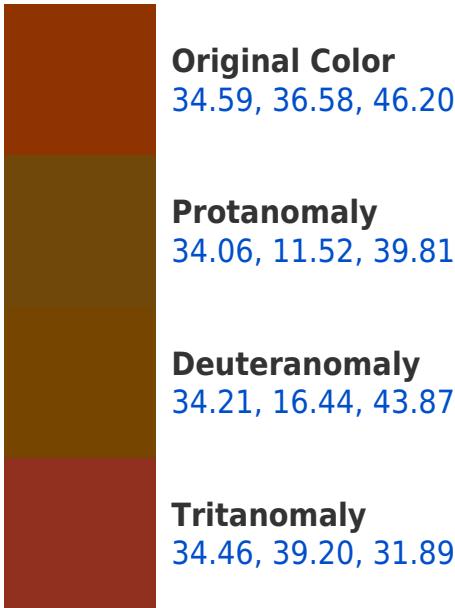 Original Color
34.59, 36.58, 46.20
Protanomaly
34.06, 11.52, 39.81
Deuteranomaly
34.21, 16.44, 43.87
Tritanomaly
34.46, 39.20, 31.89